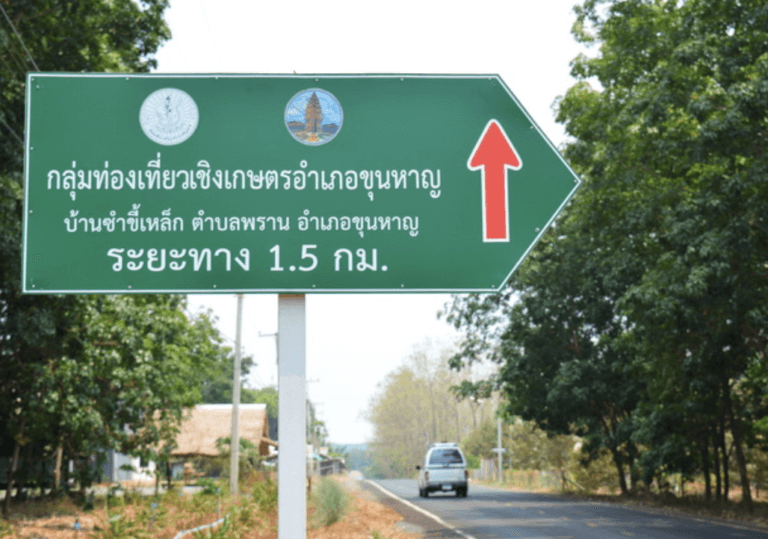 กลุ่มท่องเที่ยวเชิงเกษตรอำเภอขุนหาญ
บ้านซำขี้เหล็ก ตำบลพราน อำเภอขุนหาญ
ระยะทาง 1.5 กม.